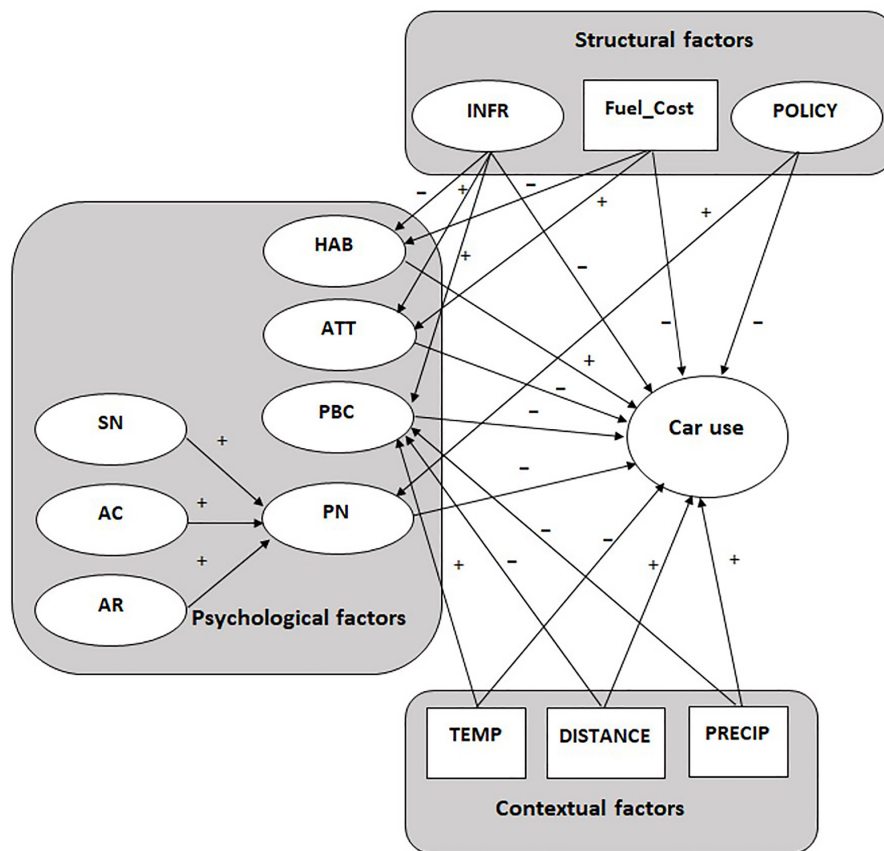 Structural factors
INFR
Fuel_Cost
POLICY
− + − + +
HAB
+ −
ATT
− −
+
PBC
−
−
Car use
SN
+
−
AC
+
PN
−
−
+
AR
+
−
+
+
Psychological factors
TEMP
DISTANCE
PRECIP
Contextual factors